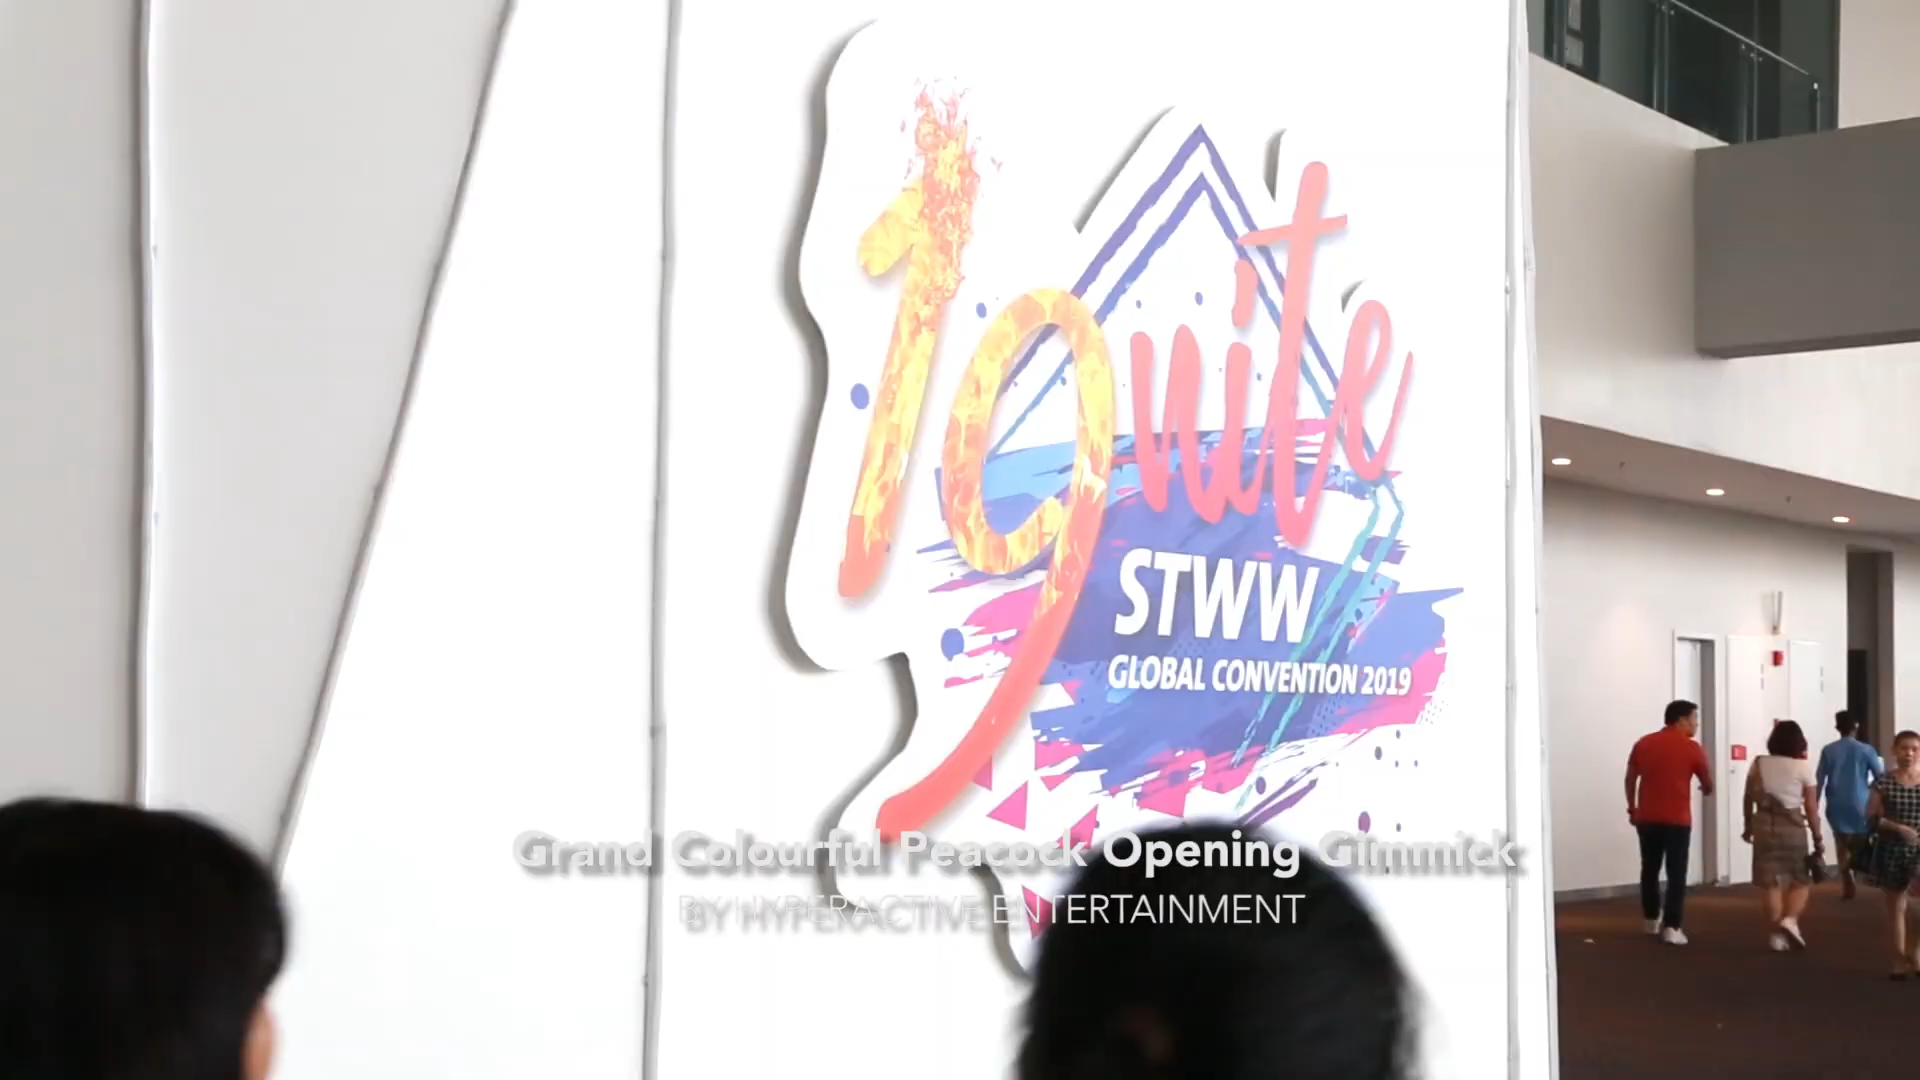 19nite
STWW
GLOBAL CONVENTION 2019
Grand Colourful Peacock Opening Gimmick
BY HYPERACTIVE ENTERTAINMENT